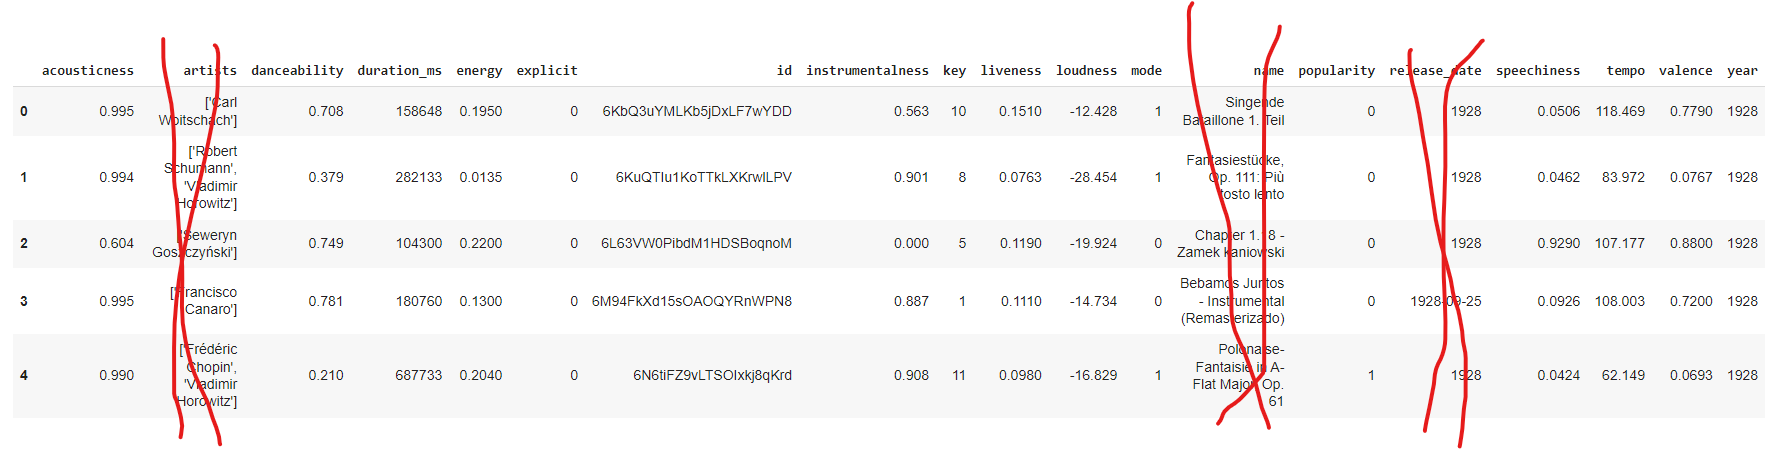 acousticness artists danceability duration_ms energy explicit id instrumentalness key liveness loudness mode name popularity release_date speechiness tempo valence year
0 0.995 ['Carl Woitschach'] 0.708 158648 0.1950 0 6KbQ3uYMLKb5jDxLF7wYDD 0.563 10 0.1510 -12.428 1 Singende Bataillone 1. Teil 0 1928 0.0506 118.469 0.7790 1928
1 0.994 ['Robert Schumann', 'Vladimir Horowitz'] 0.379 282133 0.0135 0 6KuQTIu1KoTTkLXKrwlLPV 0.901 8 0.0763 -28.454 1 Fantasiestücke, Op. 111: Più tosto lento 0 1928 0.0462 83.972 0.0767 1928
2 0.604 ['Seweryn Goszczyński'] 0.749 104300 0.2200 0 6L63VW0PibdM1HDSBoqnoM 0.000 5 0.1190 -19.924 0 Chapter 1.18 - Zamek kaniowski 0 1928 0.9290 107.177 0.8800 1928
3 0.995 ['Francisco Canaro'] 0.781 180760 0.1300 0 6M94FkXd15sOAOQYRnWPN8 0.887 1 0.1110 -14.734 0 Bebamos Juntos - Instrumental (Remasterizado) 0 1928-09-25 0.0926 108.003 0.7200 1928
4 0.990 ['Frédéric Chopin', 'Vladimir Horowitz'] 0.210 687733 0.2040 0 6N6tiFZ9vLTSOIxkj8qKrd 0.908 11 0.0980 -16.829 1 Polonaise-Fantaisie in A-Flat Major, Op. 61 1 1928 0.0424 62.149 0.0693 1928